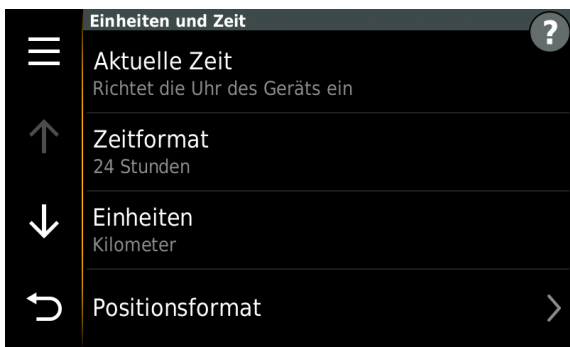 Einheiten und Zeit
?
Aktuelle Zeit
Richtet die Uhr des Geräts ein
Zeitformat
24 Stunden
Einheiten
Kilometer
Positionsformat